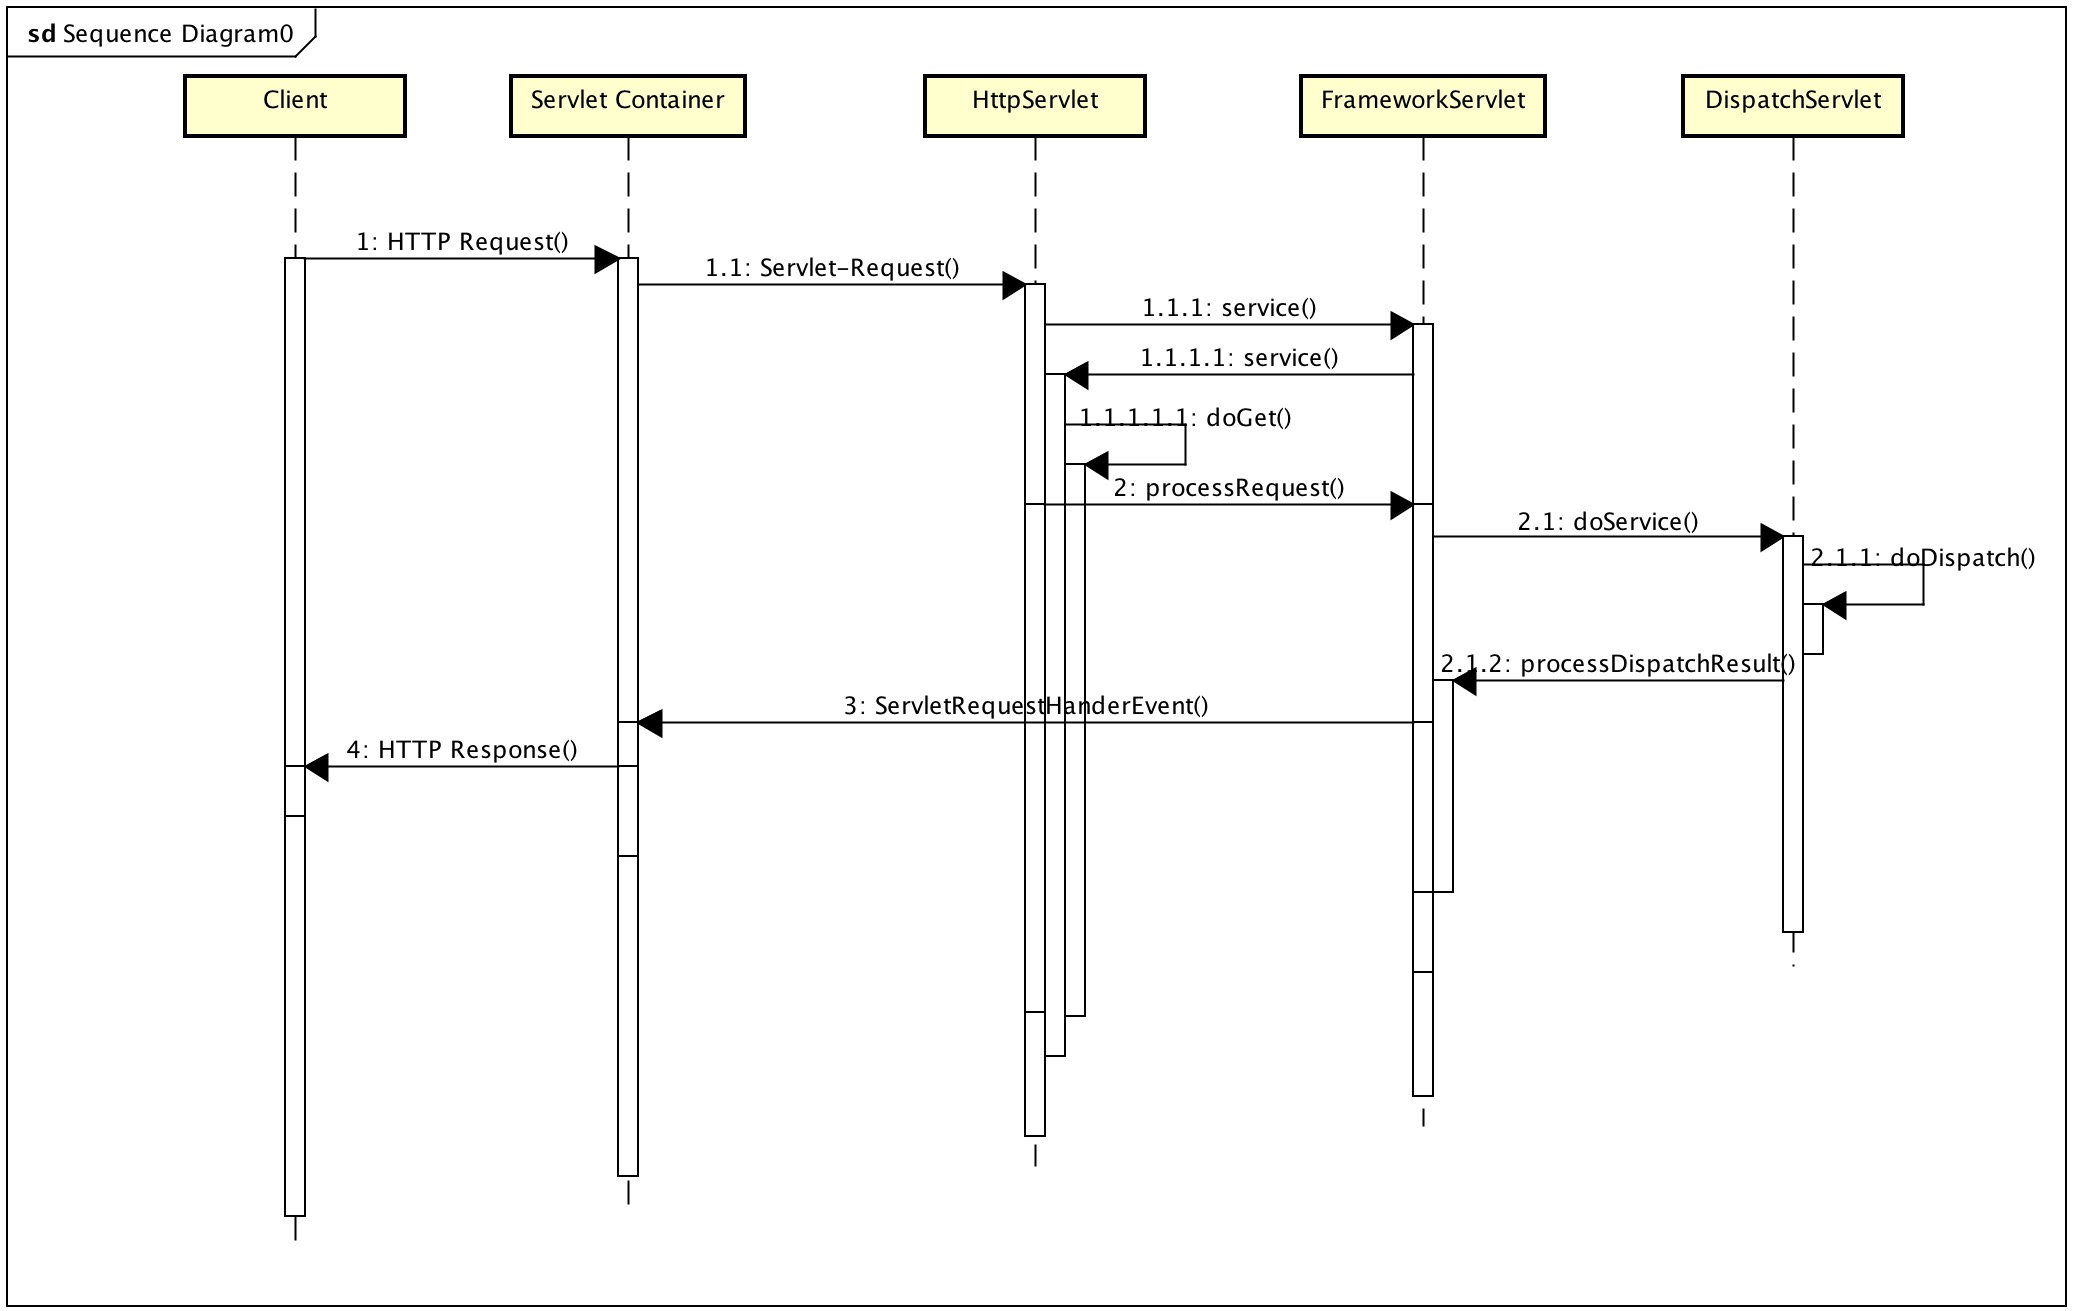 sd Sequence Diagram0
Client
Servlet Container
HttpServlet
FrameworkServlet
DispatchServlet
1: HTTP Request()
1.1: Servlet-Request()
1.1.1: service()
1.1.1.1: service()
1.1.1.1.1: doGet()
2: processRequest()
2.1: doService()
2.1.1: doDispatch()
2.1.2: processDispatchResult()
3: ServletRequestHanderEvent()
4: HTTP Response()